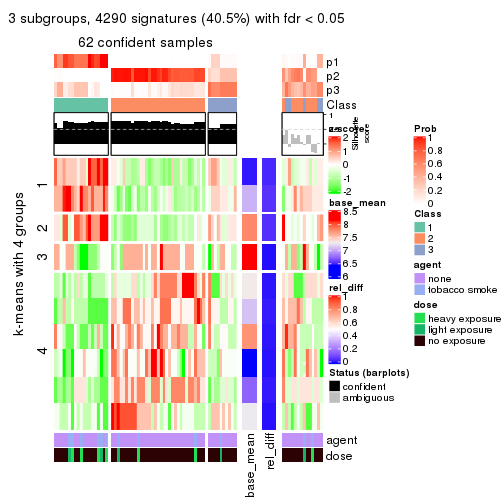 3 subgroups, 4290 signatures (40.5%) with fdr < 0.05
62 confident samples
p1
p2
p3
Class
1
0.5
0
Silhouette
score
k-means with 4 groups
1
2
3
4
agent
dose
base_mean
rel_diff
z-score
2
1
0
-1
-2
base_mean
8.5
8
7.5
7
6.5
6
rel_diff
1
0.8
0.6
0.4
0.2
0
Status (barplots)
confident
ambiguous
Prob
1
0.8
0.6
0.4
0.2
0
Class
1
2
3
agent
none
tobacco smoke
dose
heavy exposure
light exposure
no exposure